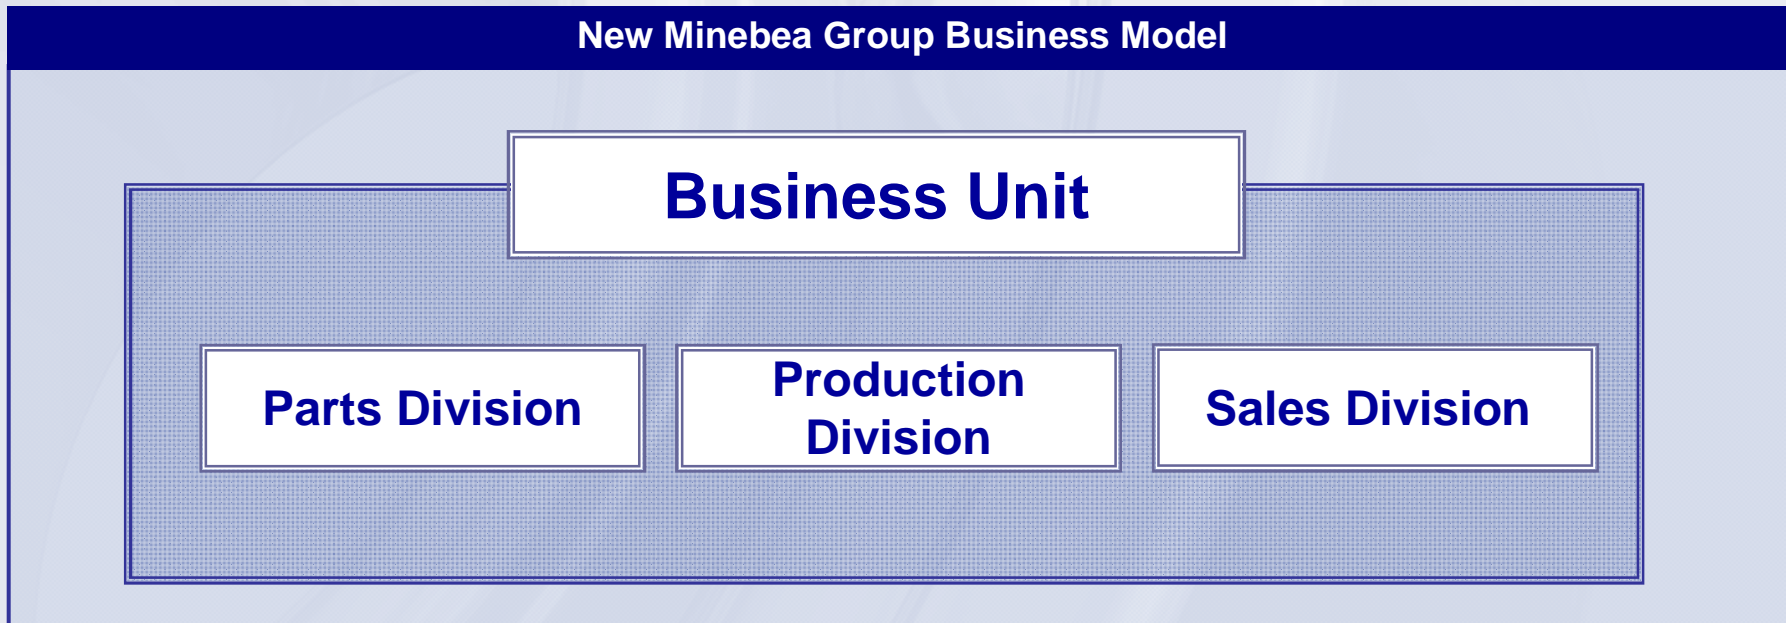 New Minebea Group Business Model
Business Unit
Parts Division
Production
Division
Sales Division